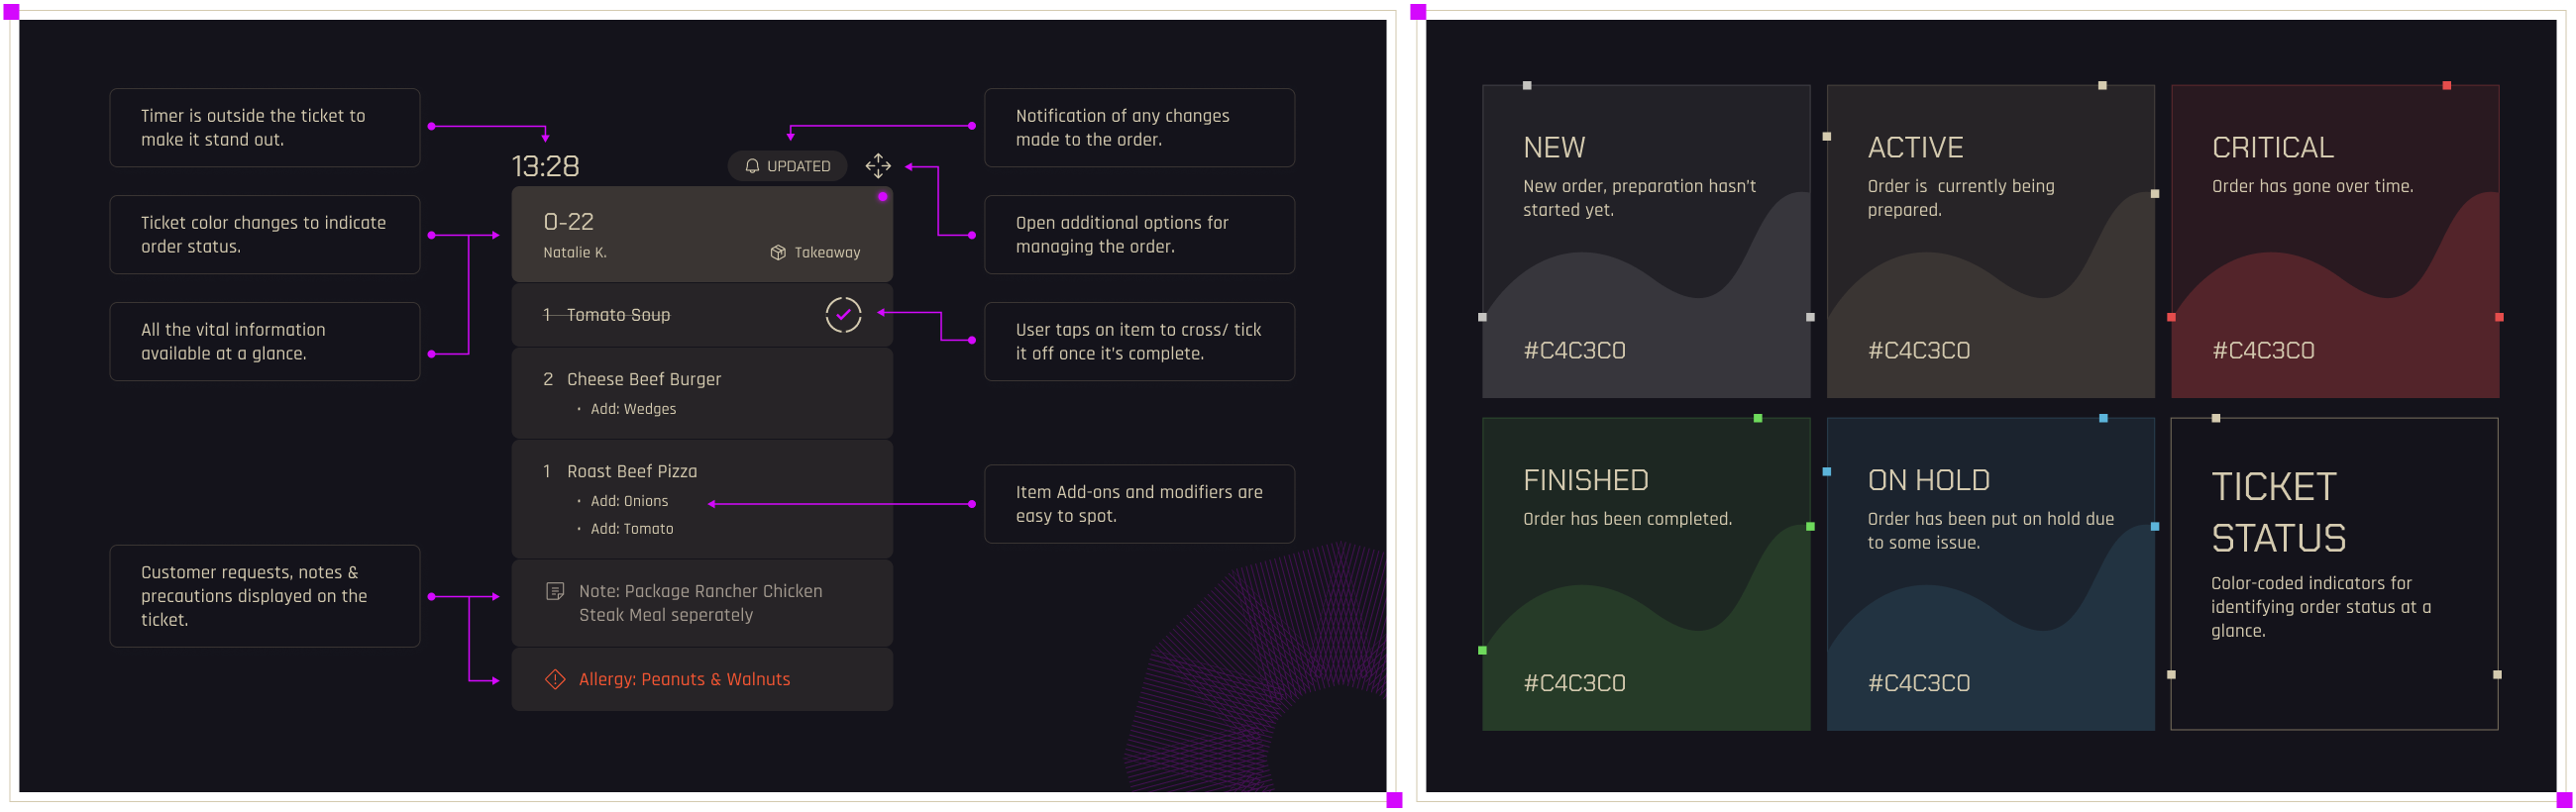 Timer is outside the ticket to
make it stand out.
Ticket color changes to indicate
order status.
All the vital information
available at a glance.
Customer requests, notes &
precautions displayed on the
ticket.
13:28
UPDATED
0-22
Natalie K.
Takeaway
1 Tomato Soup
2 Cheese Beef Burger
• Add: Wedges
1 Roast Beef Pizza
• Add: Onions
• Add: Tomato
Note: Package Rancher Chicken
Steak Meal seperately
Allergy: Peanuts & Walnuts
Notification of any changes
made to the order.
Open additional options for
managing the order.
User taps on item to cross/ tick
it off once it's complete.
Item Add-ons and modifiers are
easy to spot.
NEW
New order, preparation hasn't
started yet.
#C4C3C0
ACTIVE
Order is  currently being
prepared.
#C4C3C0
CRITICAL
Order has gone over time.
#C4C3C0
FINISHED
Order has been completed.
#C4C3C0
ON HOLD
Order has been put on hold due
to some issue.
#C4C3C0
TICKET
STATUS
Color-coded indicators for
identifying order status at a
glance.